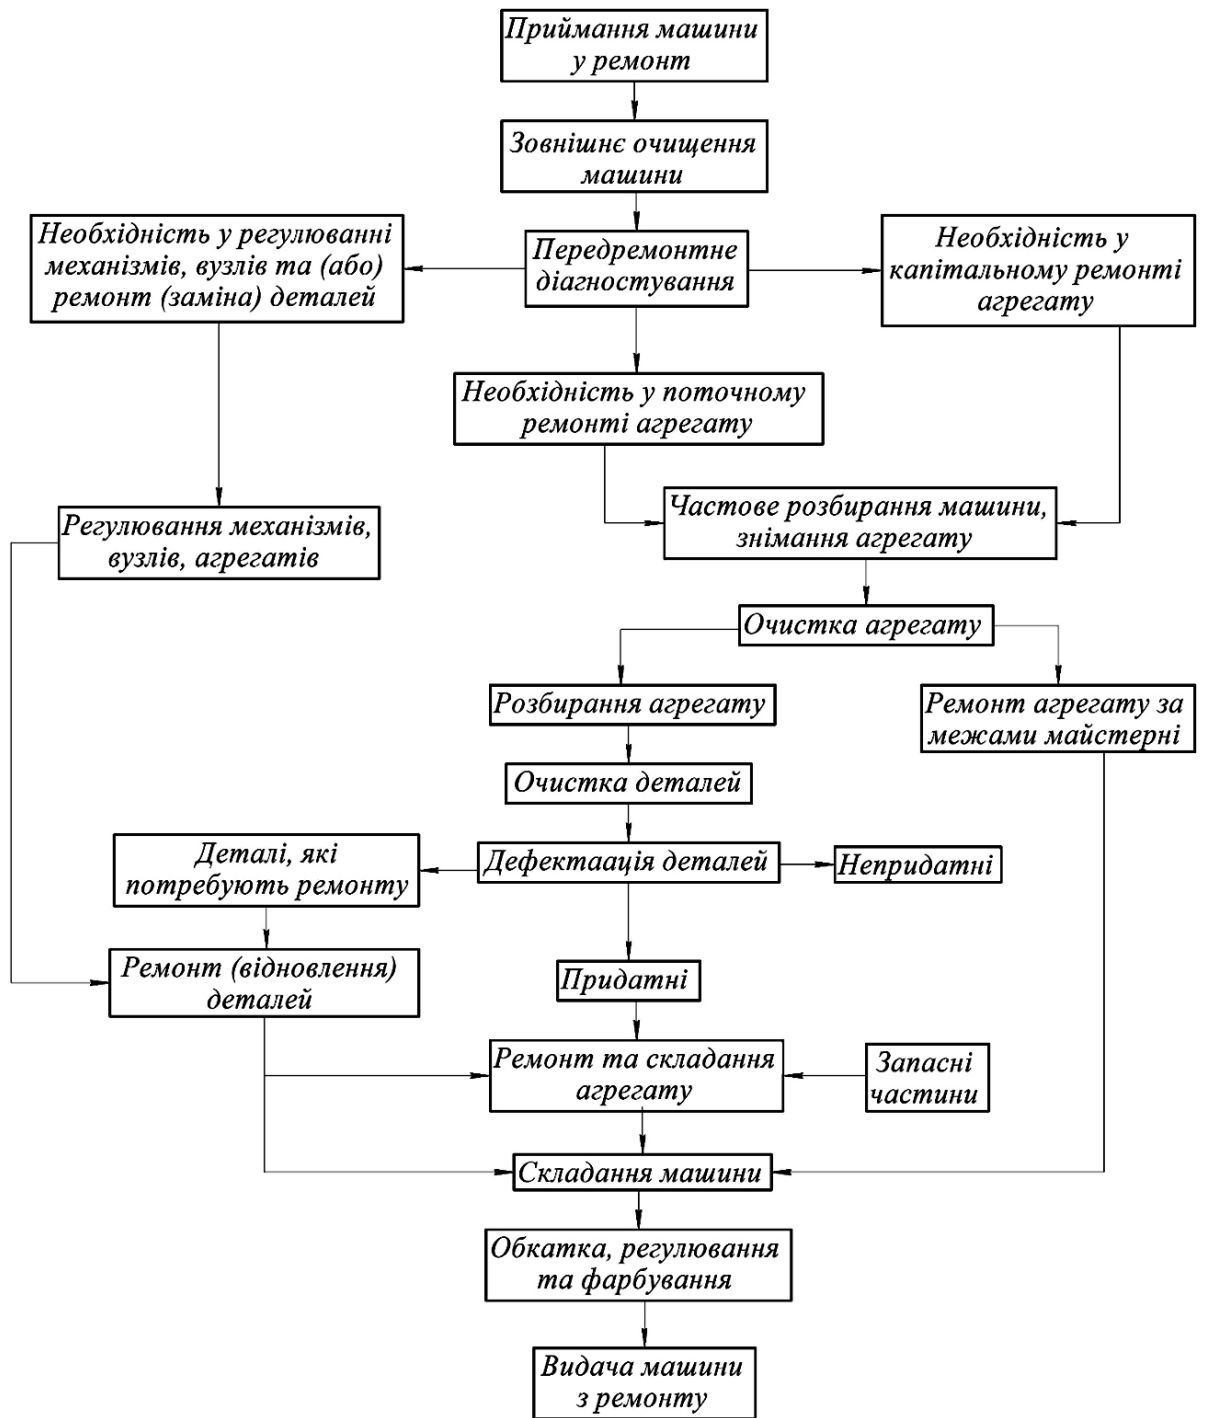 Приймання машини
у ремонт
Зовнішнє очищення
машини
Необхідність у регулюванні
механізмів, вузлів та (або)
ремонт (заміна) деталей
Передремонтне
діагностування
Необхідність у
капітальному ремонті
агрегату
Необхідність у поточному
ремонті агрегату
Регулювання механізмів,
вузлів, агрегатів
Частове розбирання машини,
знімання агрегату
Очистка агрегату
Розбирання агрегату
Ремонт агрегату за
межами майстерні
Очистка деталей
Деталі, які
потребують ремонту
Дефектаація деталей
Непридатні
Ремонт (відновлення)
деталей
Придатні
Ремонт та складання
агрегату
Запасні
частини
Складання машини
Обкатка, регулювання
та фарбування
Видача машини
з ремонту